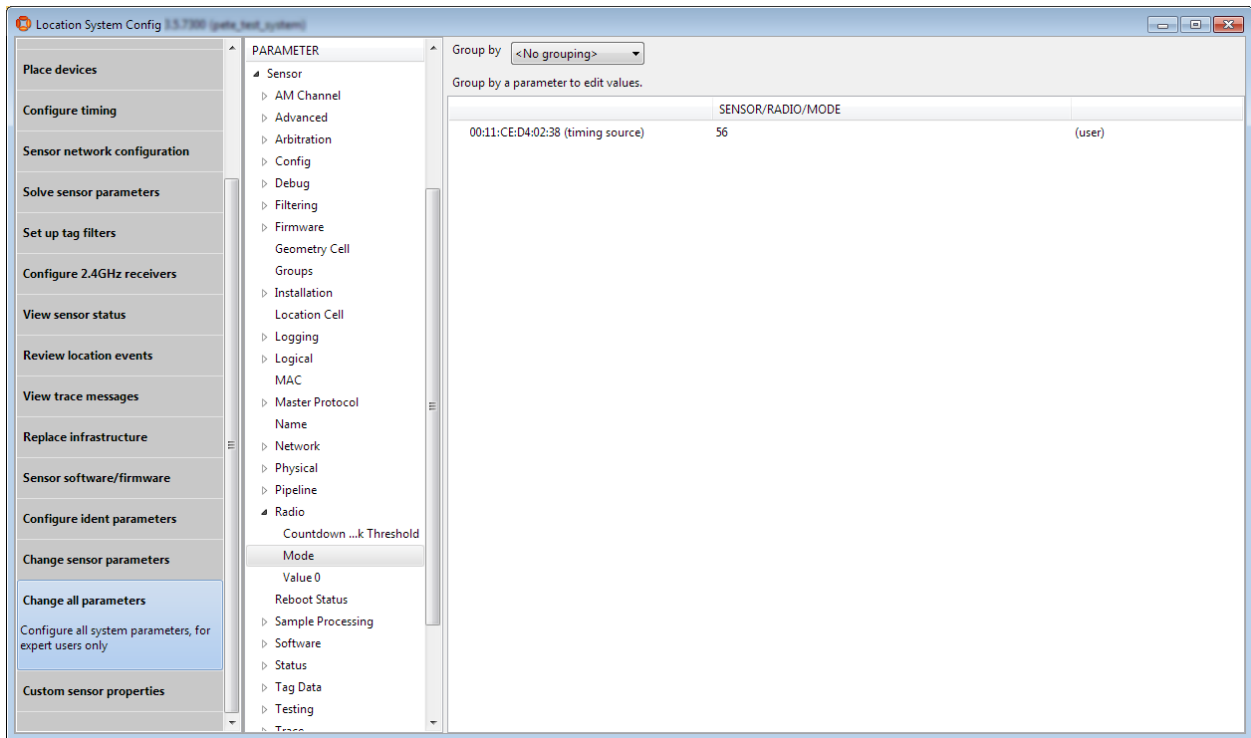 Location System Config 3.5.7300 (pete_test_system)
Place devices
Configure timing
Sensor network configuration
Solve sensor parameters
Set up tag filters
Configure 2.4GHz receivers
View sensor status
Review location events
View trace messages
Replace infrastructure
Sensor software/firmware
Configure ident parameters
Change sensor parameters
Change all parameters
Configure all system parameters, for
expert users only
Custom sensor properties
PARAMETER
Sensor
AM Channel
Advanced
Arbitration
Config
Debug
Filtering
Firmware
Geometry Cell
Groups
Installation
Location Cell
Logging
Logical
MAC
Master Protocol
Name
Network
Physical
Pipeline
Radio
Countdown ...k Threshold
Mode
Value 0
Reboot Status
Sample Processing
Software
Status
Tag Data
Testing
Trace
Group by <No grouping>
Group by a parameter to edit values.
SENSOR/RADIO/MODE
00:11:CE:D4:02:38 (timing source) 56 (user)